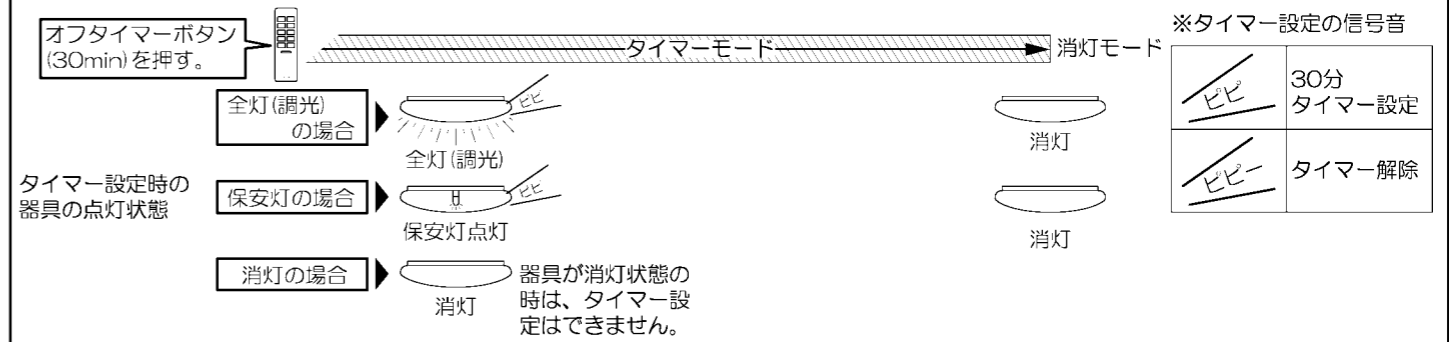 オフタイマーボタン
(30min)を押す。
タイマーモード
消灯モード
※タイマー設定の信号音
ピピ
30分
タイマー設定
ピピー
タイマー解除
タイマー設定時の
器具の点灯状態
全灯(調光)
の場合
ピピ
全灯(調光)
消灯
保安灯の場合
ピピ
保安灯点灯
消灯
消灯の場合
消灯
器具が消灯状態の
時は、タイマー設
定はできません。